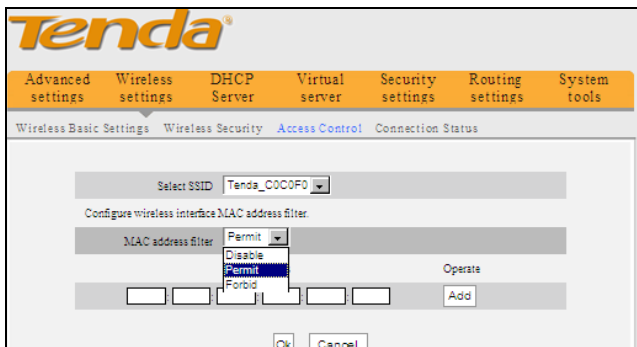 Tenda®
Advanced settings Wireless settings DHCP Server Virtual server Security settings Routing settings System tools
Wireless Basic Settings Wireless Security Access Control Connection Status
Select SSID Tenda_C0C0F0
Configure wireless interface MAC address filter.
MAC address filter Permit
Disable
Permit Operate
Forbid
: : : : : Add
Ok Cancel